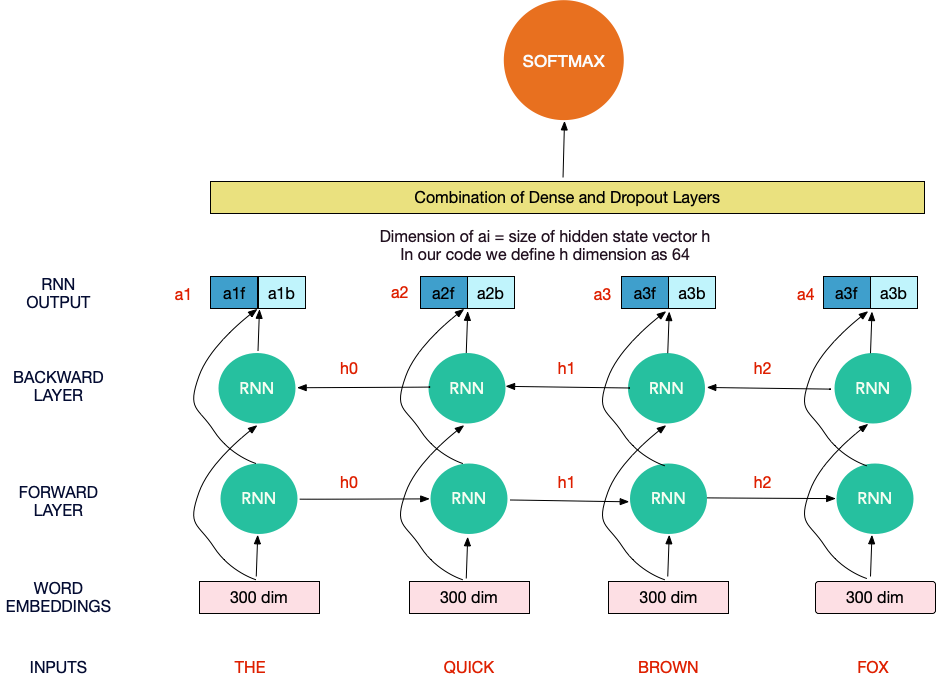 SOFTMAX
Combination of Dense and Dropout Layers
Dimension of ai = size of hidden state vector h
In our code we define h dimension as 64
RNN
OUTPUT
a1 a1f a1b a2 a2f a2b a3 a3f a3b a4 a3f a3b
BACKWARD
LAYER
RNN h0 RNN h1 RNN h2 RNN
FORWARD
LAYER
RNN h0 RNN h1 RNN h2 RNN
WORD
EMBEDDINGS
300 dim 300 dim 300 dim 300 dim
INPUTS THE QUICK BROWN FOX